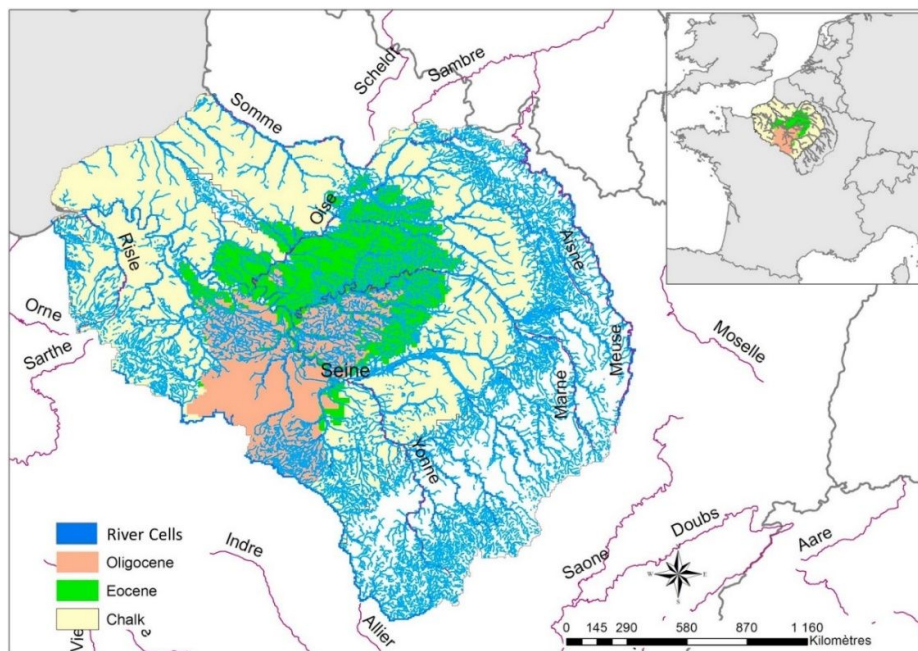 Somme
Scheldt
Sambre
Oise
Risle
Aisne
Orne
Sarthe
Seine
Marne
Meuse
Moselle
Yonne
River Cells
Oligocene
Eocene
Chalk
Indre
Allier
Saone
Doubs
Aare
N
W E
S
0 145 290 580 870 1 160
Kilomètres